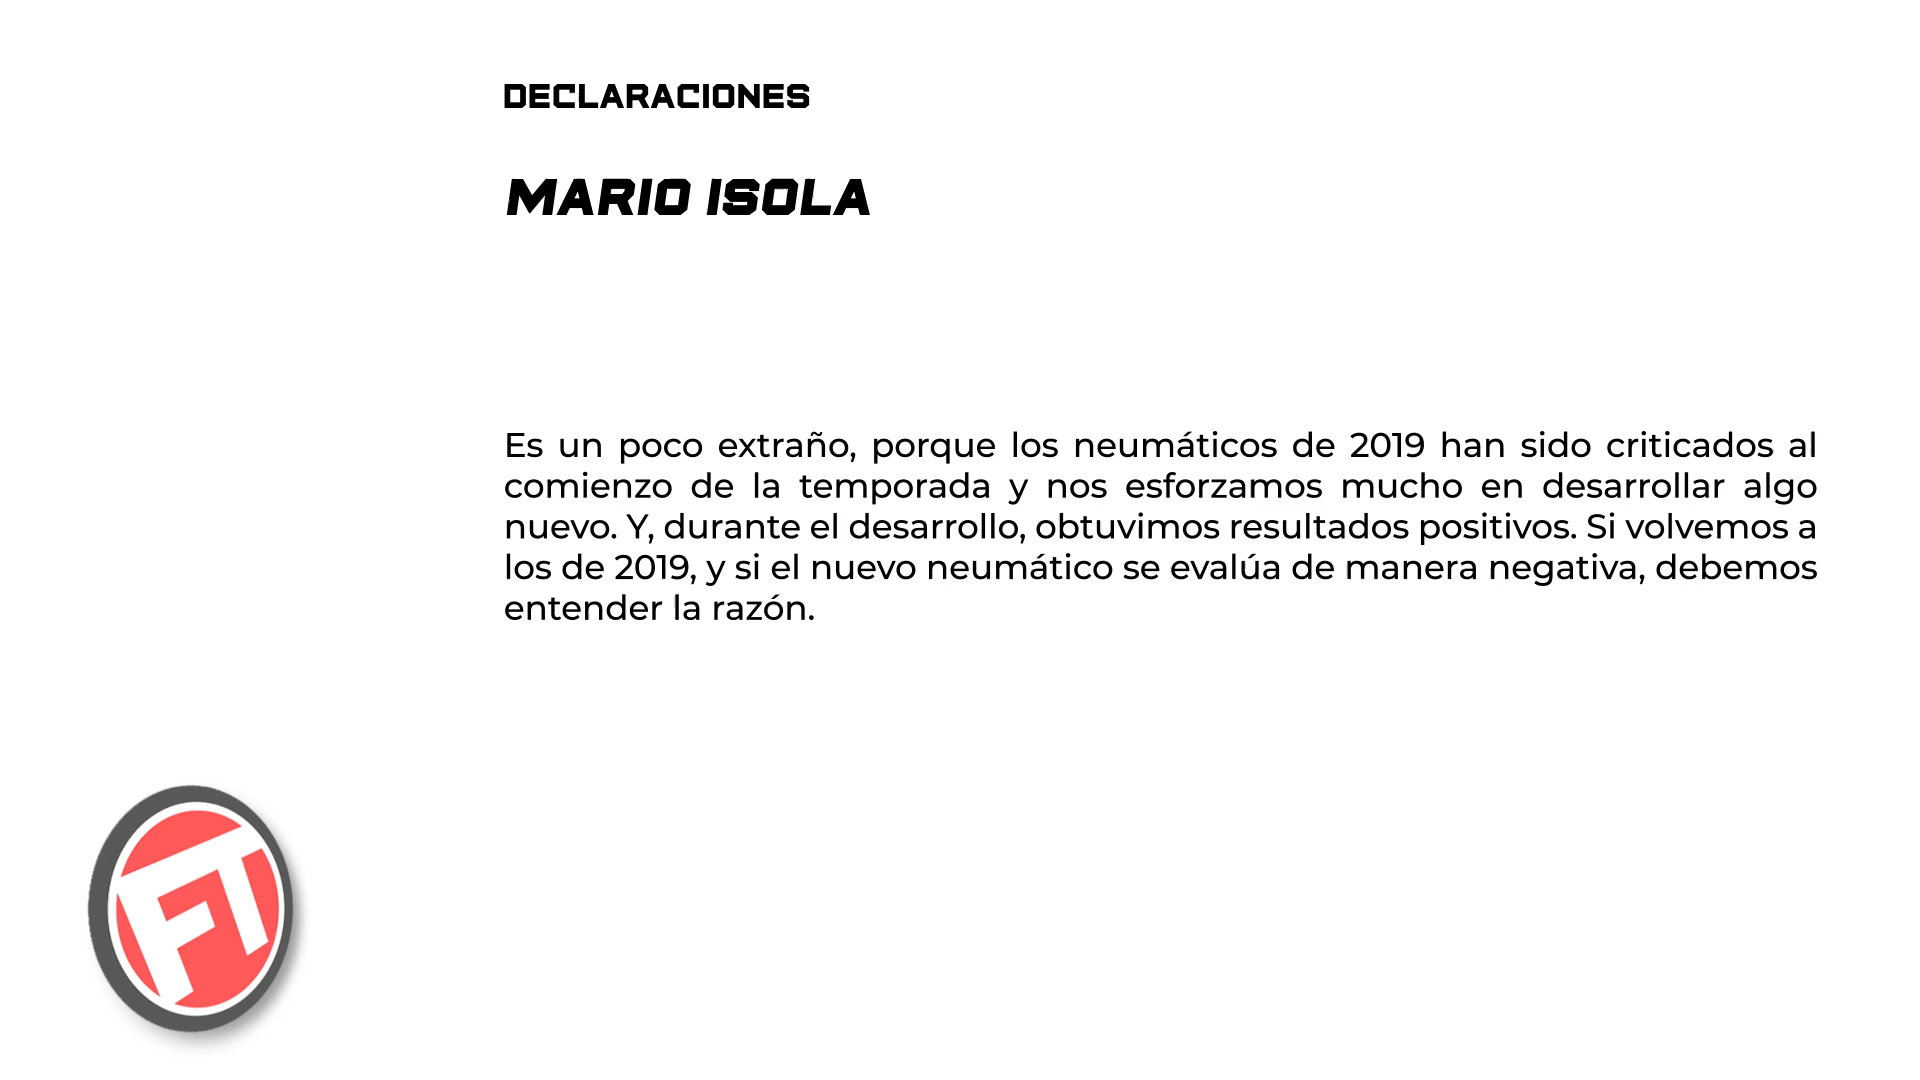 DECLARACIONES
MARIO ISOLA
Es un poco extraño, porque los neumáticos de 2019 han sido criticados al
comienzo de la temporada y nos esforzamos mucho en desarrollar algo
nuevo. Y, durante el desarrollo, obtuvimos resultados positivos. Si volvemos a
los de 2019, y si el nuevo neumático se evalúa de manera negativa, debemos
entender la razón.
FT